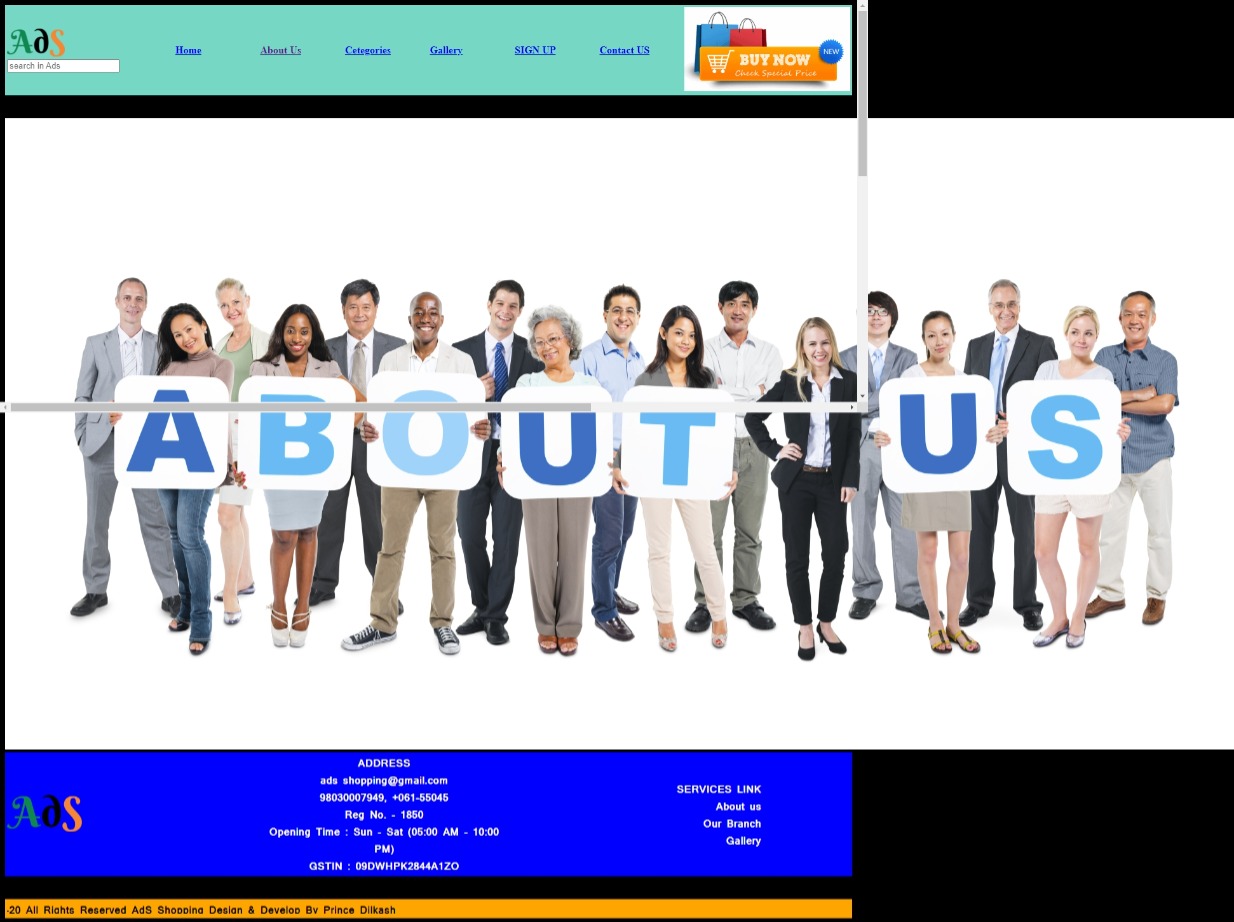 AdS
search in Ads
Home About Us Cetegories Gallery SIGN UP Contact US
NEW
BUY NOW
Check Special Price
ABOUT US
ADDRESS
ads shopping@gmail.com
98030007949, +061-55045
Reg No. - 1850
Opening Time : Sun - Sat (05:00 AM - 10:00
PM)
GSTIN : 09DWHPK2844A1ZO
AdS
SERVICES LINK
About us
Our Branch
Gallery
-20 All Rights Reserved AdS Shopping Design & Develop By Prince Dilkash